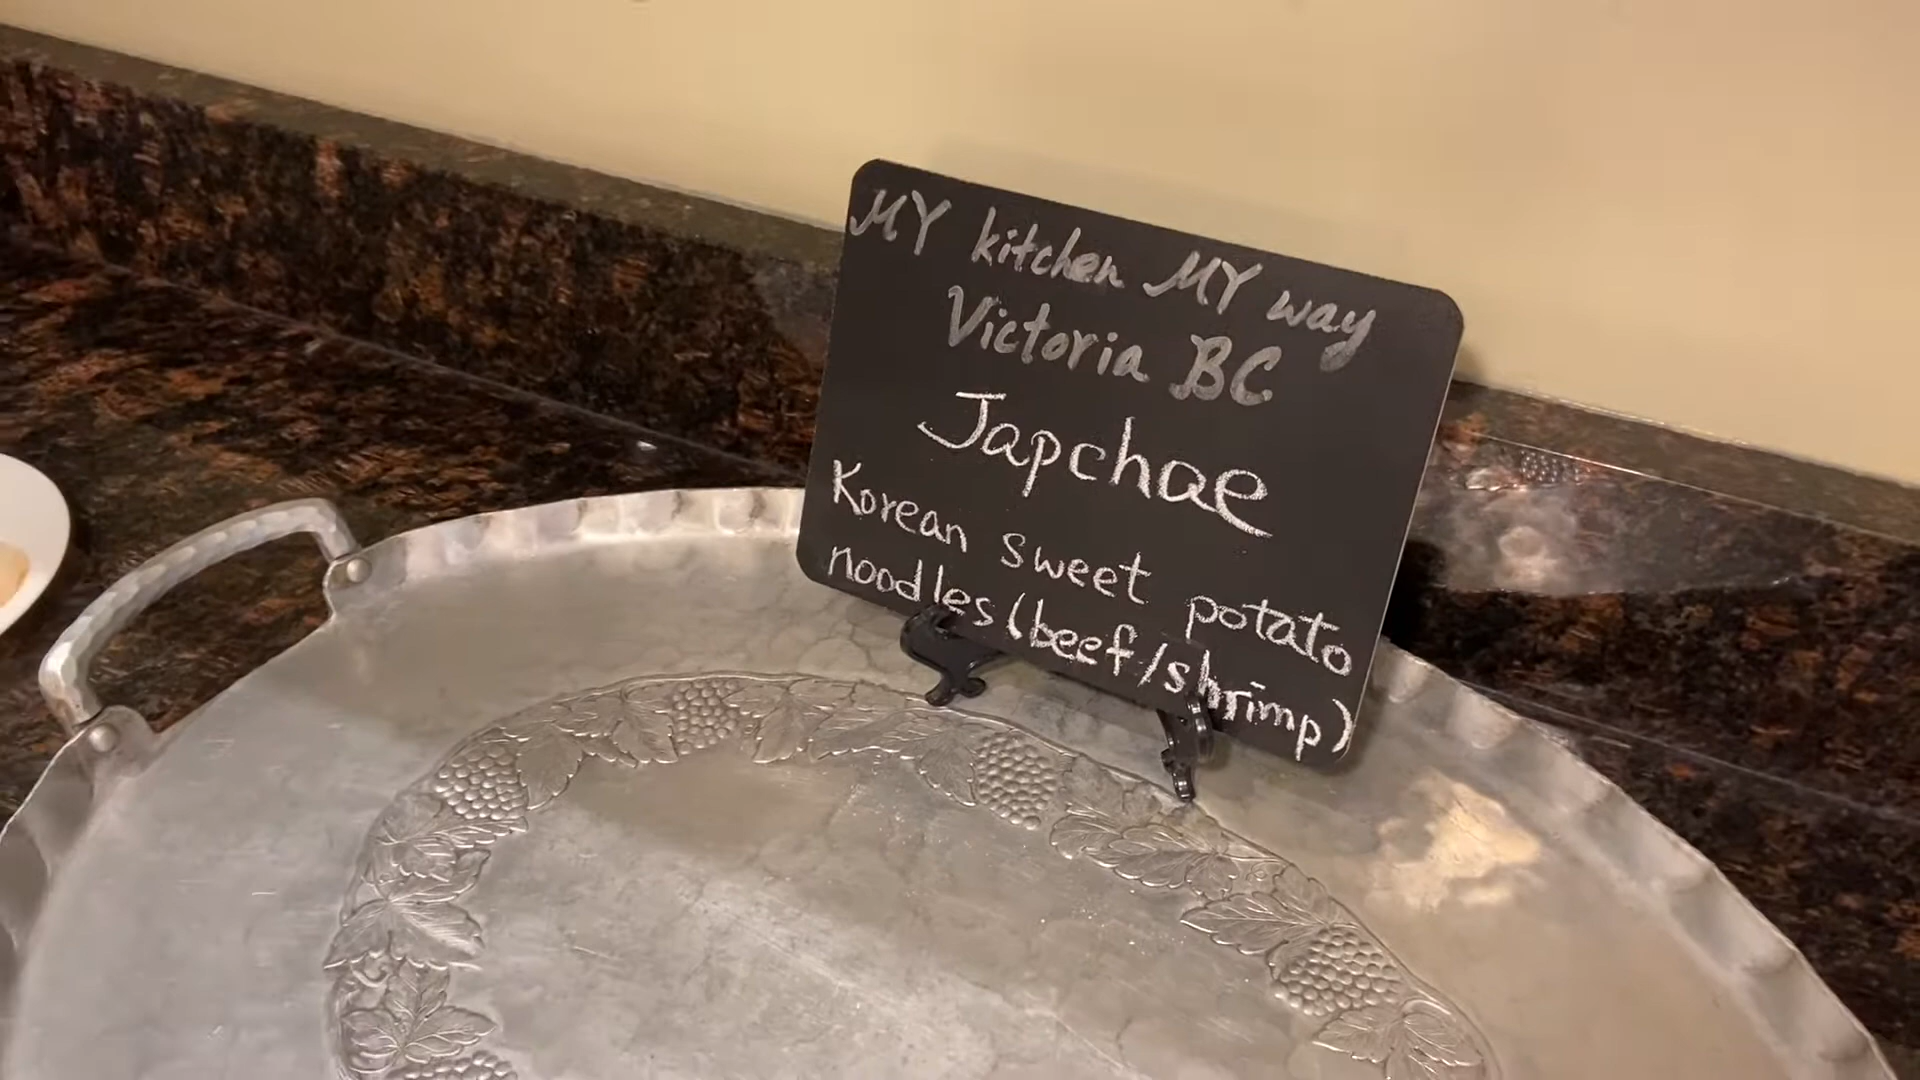 MY kitchen MY way
Victoria BC
Japchae
Korean sweet potato
noodles (beef/shrimp)